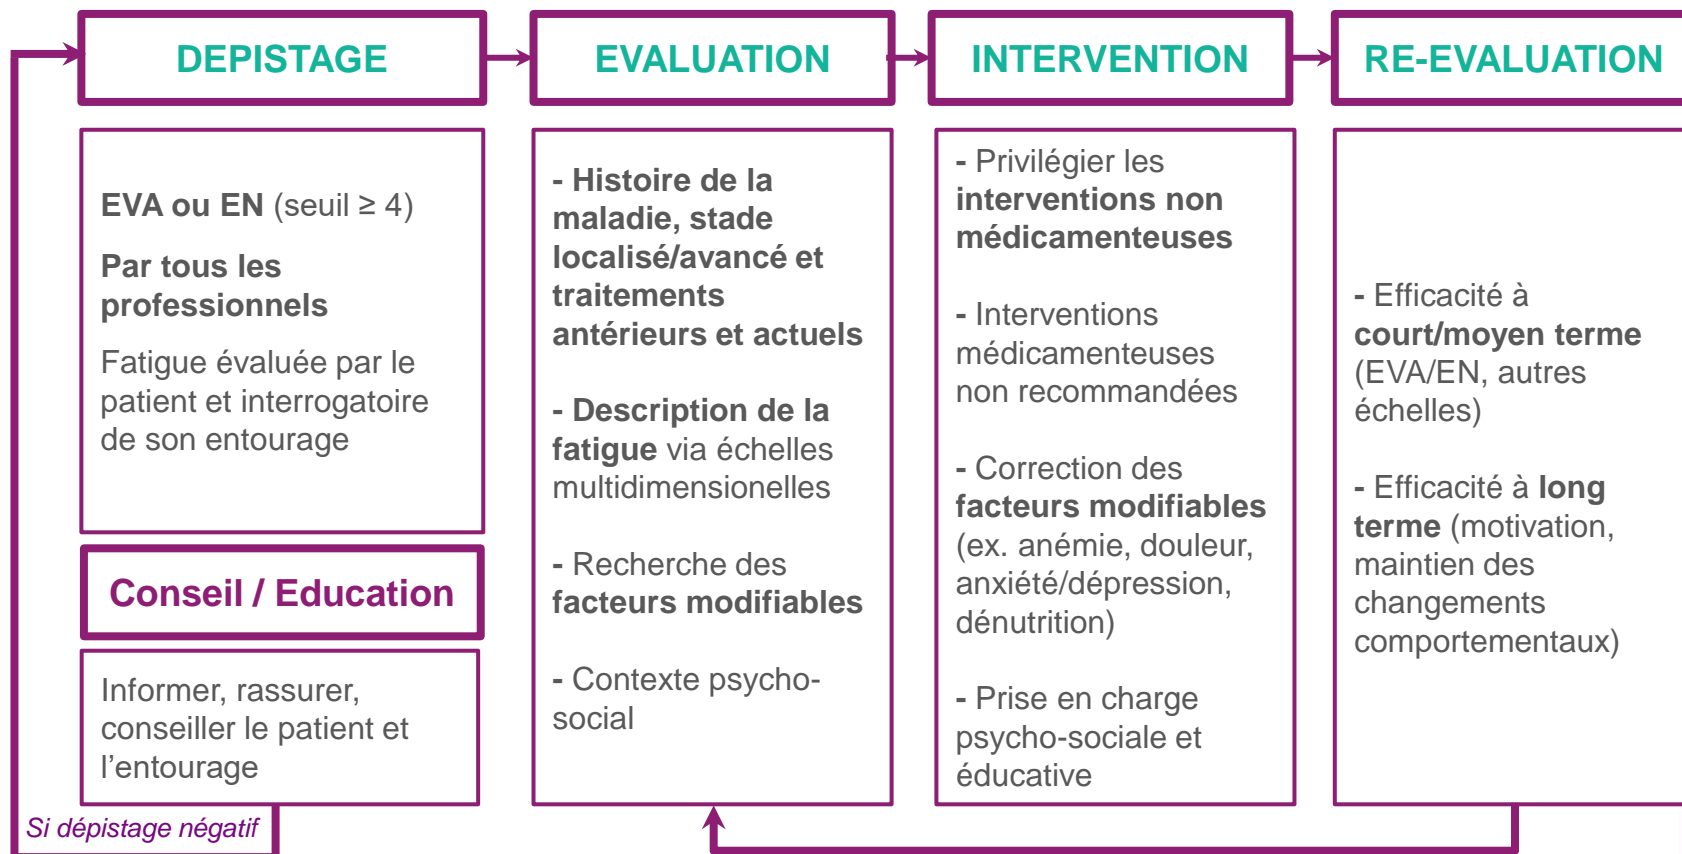 DEPISTAGE
EVA ou EN (seuil ≥ 4)
Par tous les
professionnels
Fatigue évaluée par le
patient et interrogatoire
de son entourage
Conseil / Education
Informer, rassurer,
conseiller le patient et
l’entourage
Si dépistage négatif
EVALUATION
- Histoire de la
maladie, stade
localisé/avancé et
traitements
antérieurs et actuels
- Description de la
fatigue via échelles
multidimensionelles
- Recherche des
facteurs modifiables
- Contexte psycho-
social
INTERVENTION
- Privilégier les
interventions non
médicamenteuses
- Interventions
médicamenteuses
non recommandées
- Correction des
facteurs modifiables
(ex. anémie, douleur,
anxiété/dépression,
dénutrition)
- Prise en charge
psycho-sociale et
éducative
RE-EVALUATION
- Efficacité à
court/moyen terme
(EVA/EN, autres
échelles)
- Efficacité à long
terme (motivation,
maintien des
changements
comportementaux)